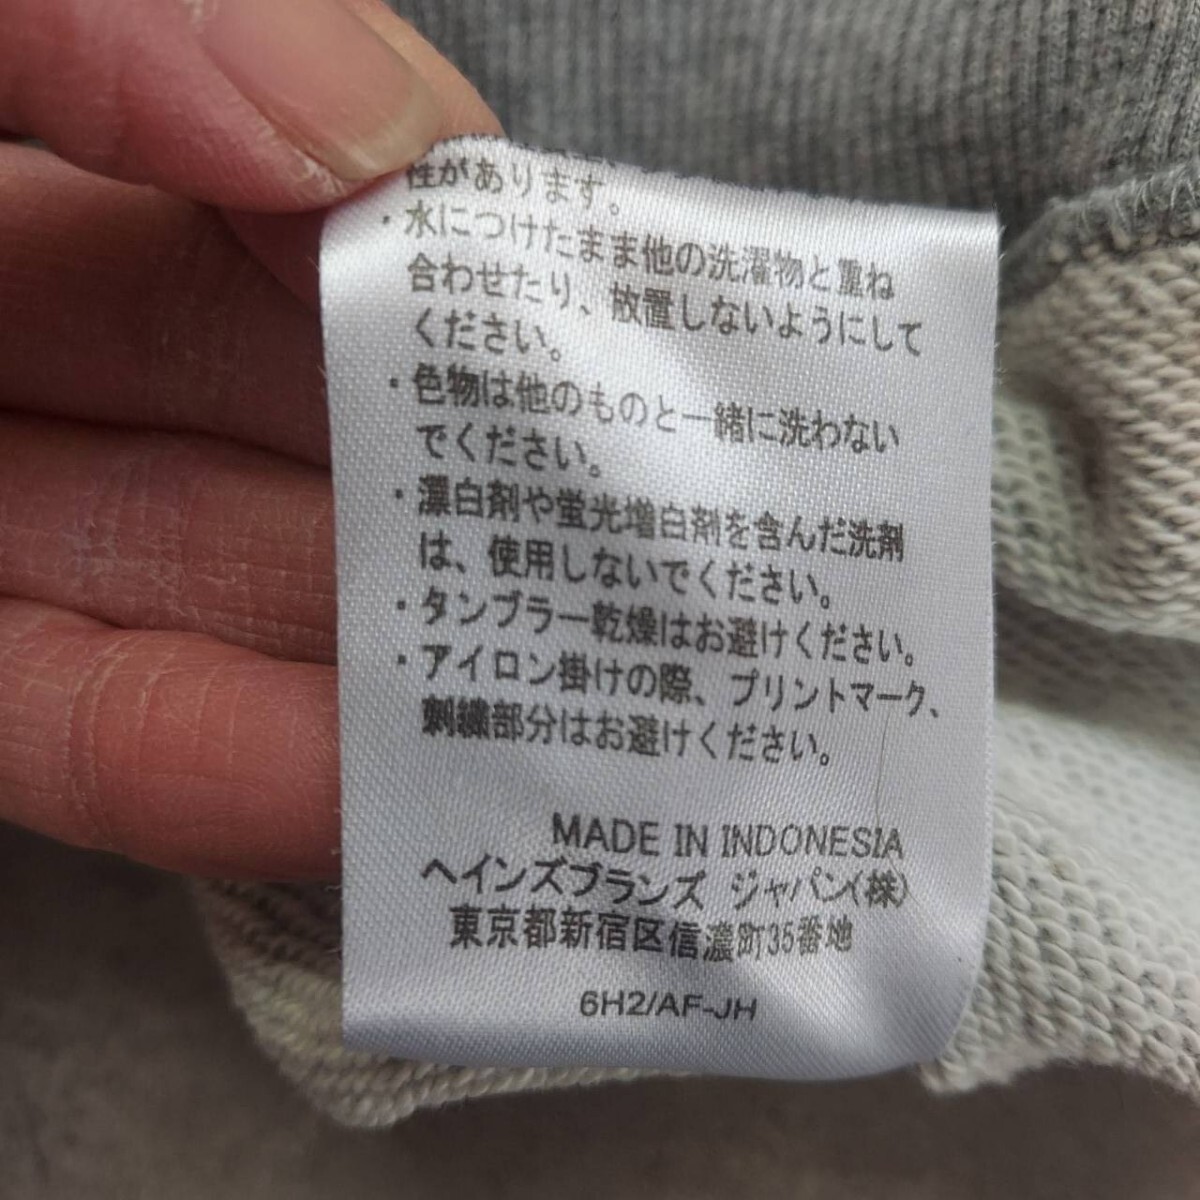 性があります。
・水につけたまま他の洗濯物と重ね
合わせたり、放置しないようにして
ください。
・色物は他のものと一緒に洗わない
でください。
・漂白剤や蛍光増白剤を含んだ洗剤
は、使用しないでください。
・タンブラー乾燥はお避けください。
・アイロン掛けの際、プリントマーク、
刺繍部分はお避けください。
MADE IN INDONESIA
ヘインズブランズ ジャパン(株)
東京都新宿区信濃町35番地
6H2/AF-JH